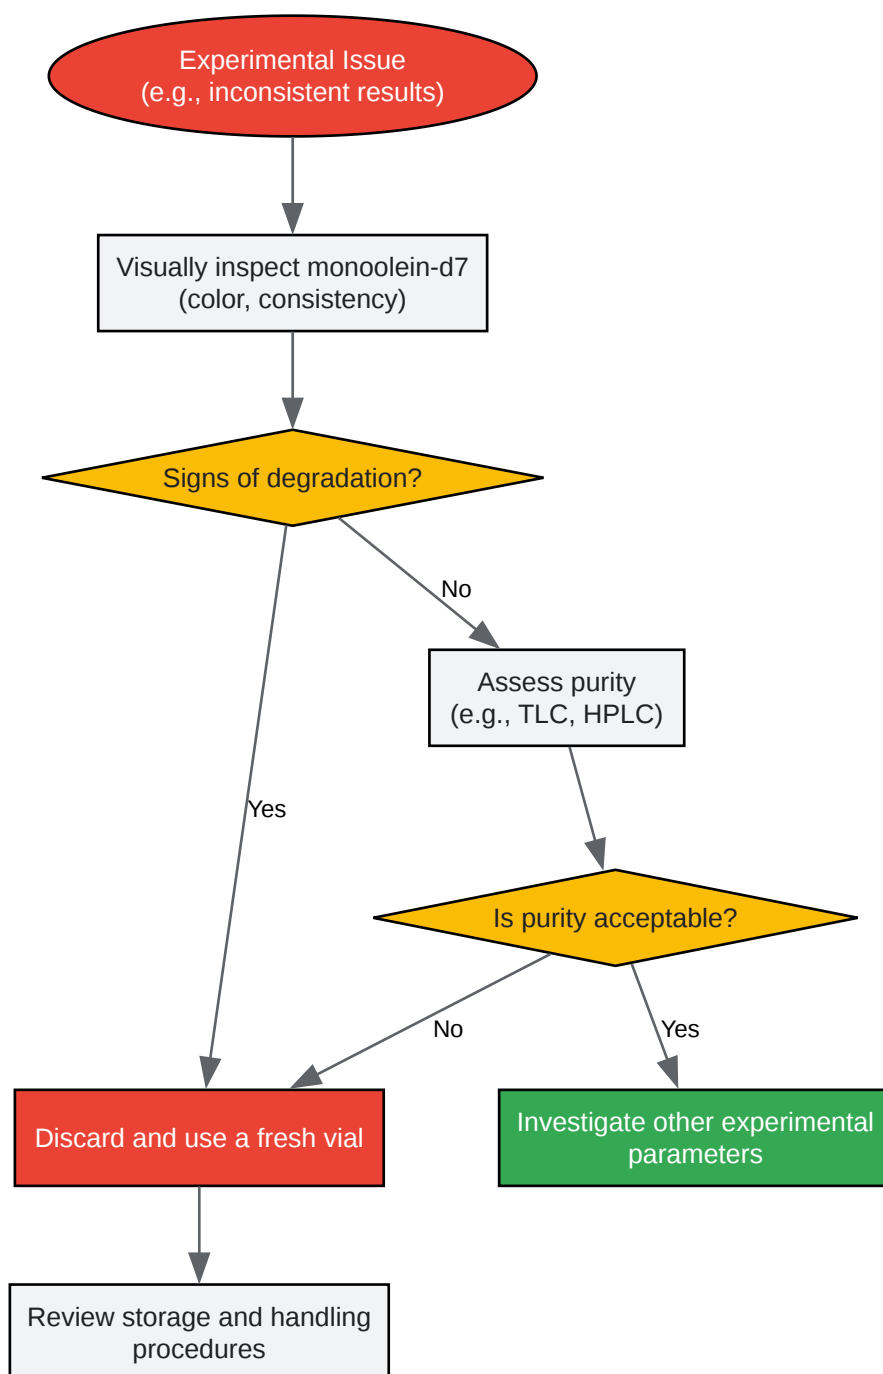 Experimental Issue
(e.g., inconsistent results)
Visually inspect monoolein-d7
(color, consistency)
Signs of degradation?
No
Assess purity
(e.g., TLC, HPLC)
Yes
Is purity acceptable?
No
Yes
Discard and use a fresh vial
Investigate other experimental
parameters
Review storage and handling
procedures